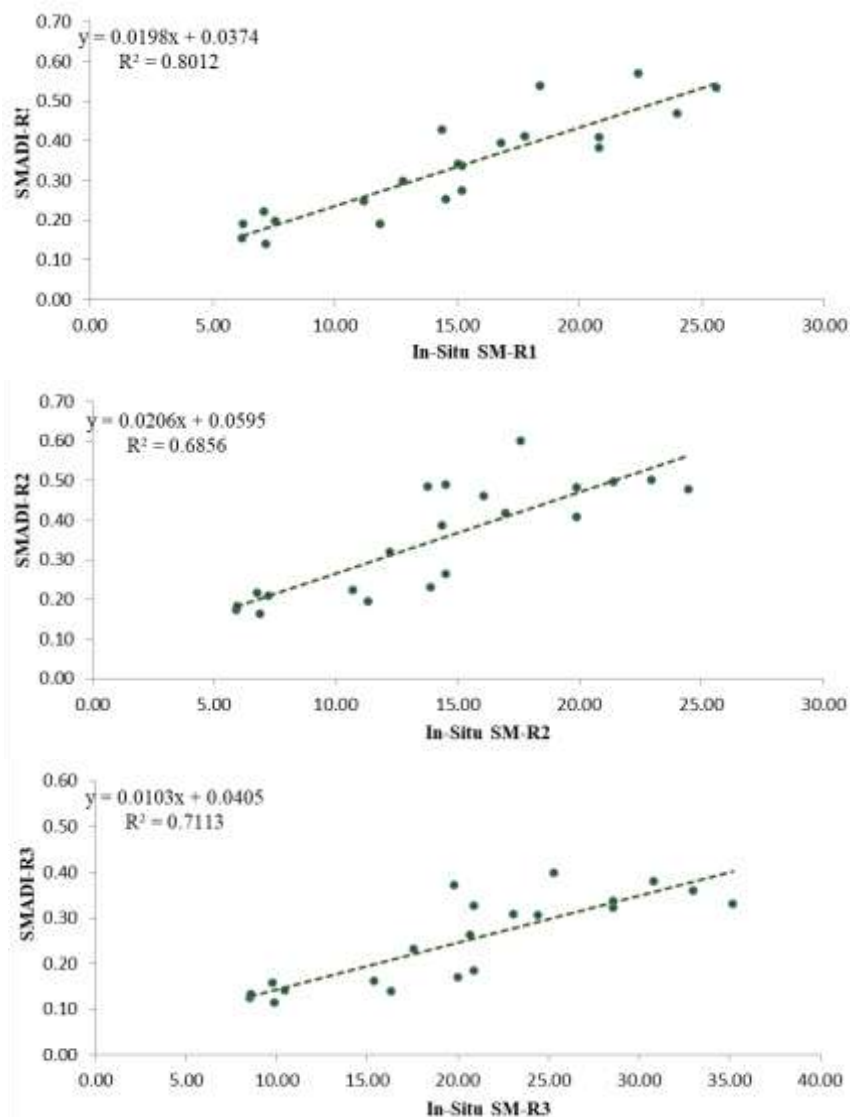 0.70
y = 0.0198x + 0.0374
R² = 0.8012
0.60
0.50
0.40
0.30
0.20
0.10
0.00
SMADI-R!
0.00 5.00 10.00 15.00 20.00 25.00 30.00
In-Situ SM-R1
0.70
y = 0.0206x + 0.0595
R² = 0.6856
0.60
0.50
0.40
0.30
0.20
0.10
0.00
SMADI-R2
0.00 5.00 10.00 15.00 20.00 25.00 30.00
In-Situ SM-R2
0.60
y = 0.0103x + 0.0405
R² = 0.7113
0.50
0.40
0.30
0.20
0.10
0.00
SMADI-R3
0.00 5.00 10.00 15.00 20.00 25.00 30.00 35.00 40.00
In-Situ SM-R3